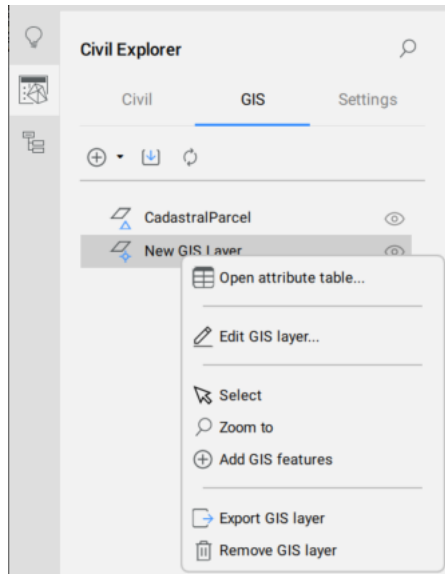 Civil Explorer
Civil GIS Settings
CadastralParcel
New GIS Layer
Open attribute table...
Edit GIS layer...
Select
Zoom to
Add GIS features
Export GIS layer
Remove GIS layer